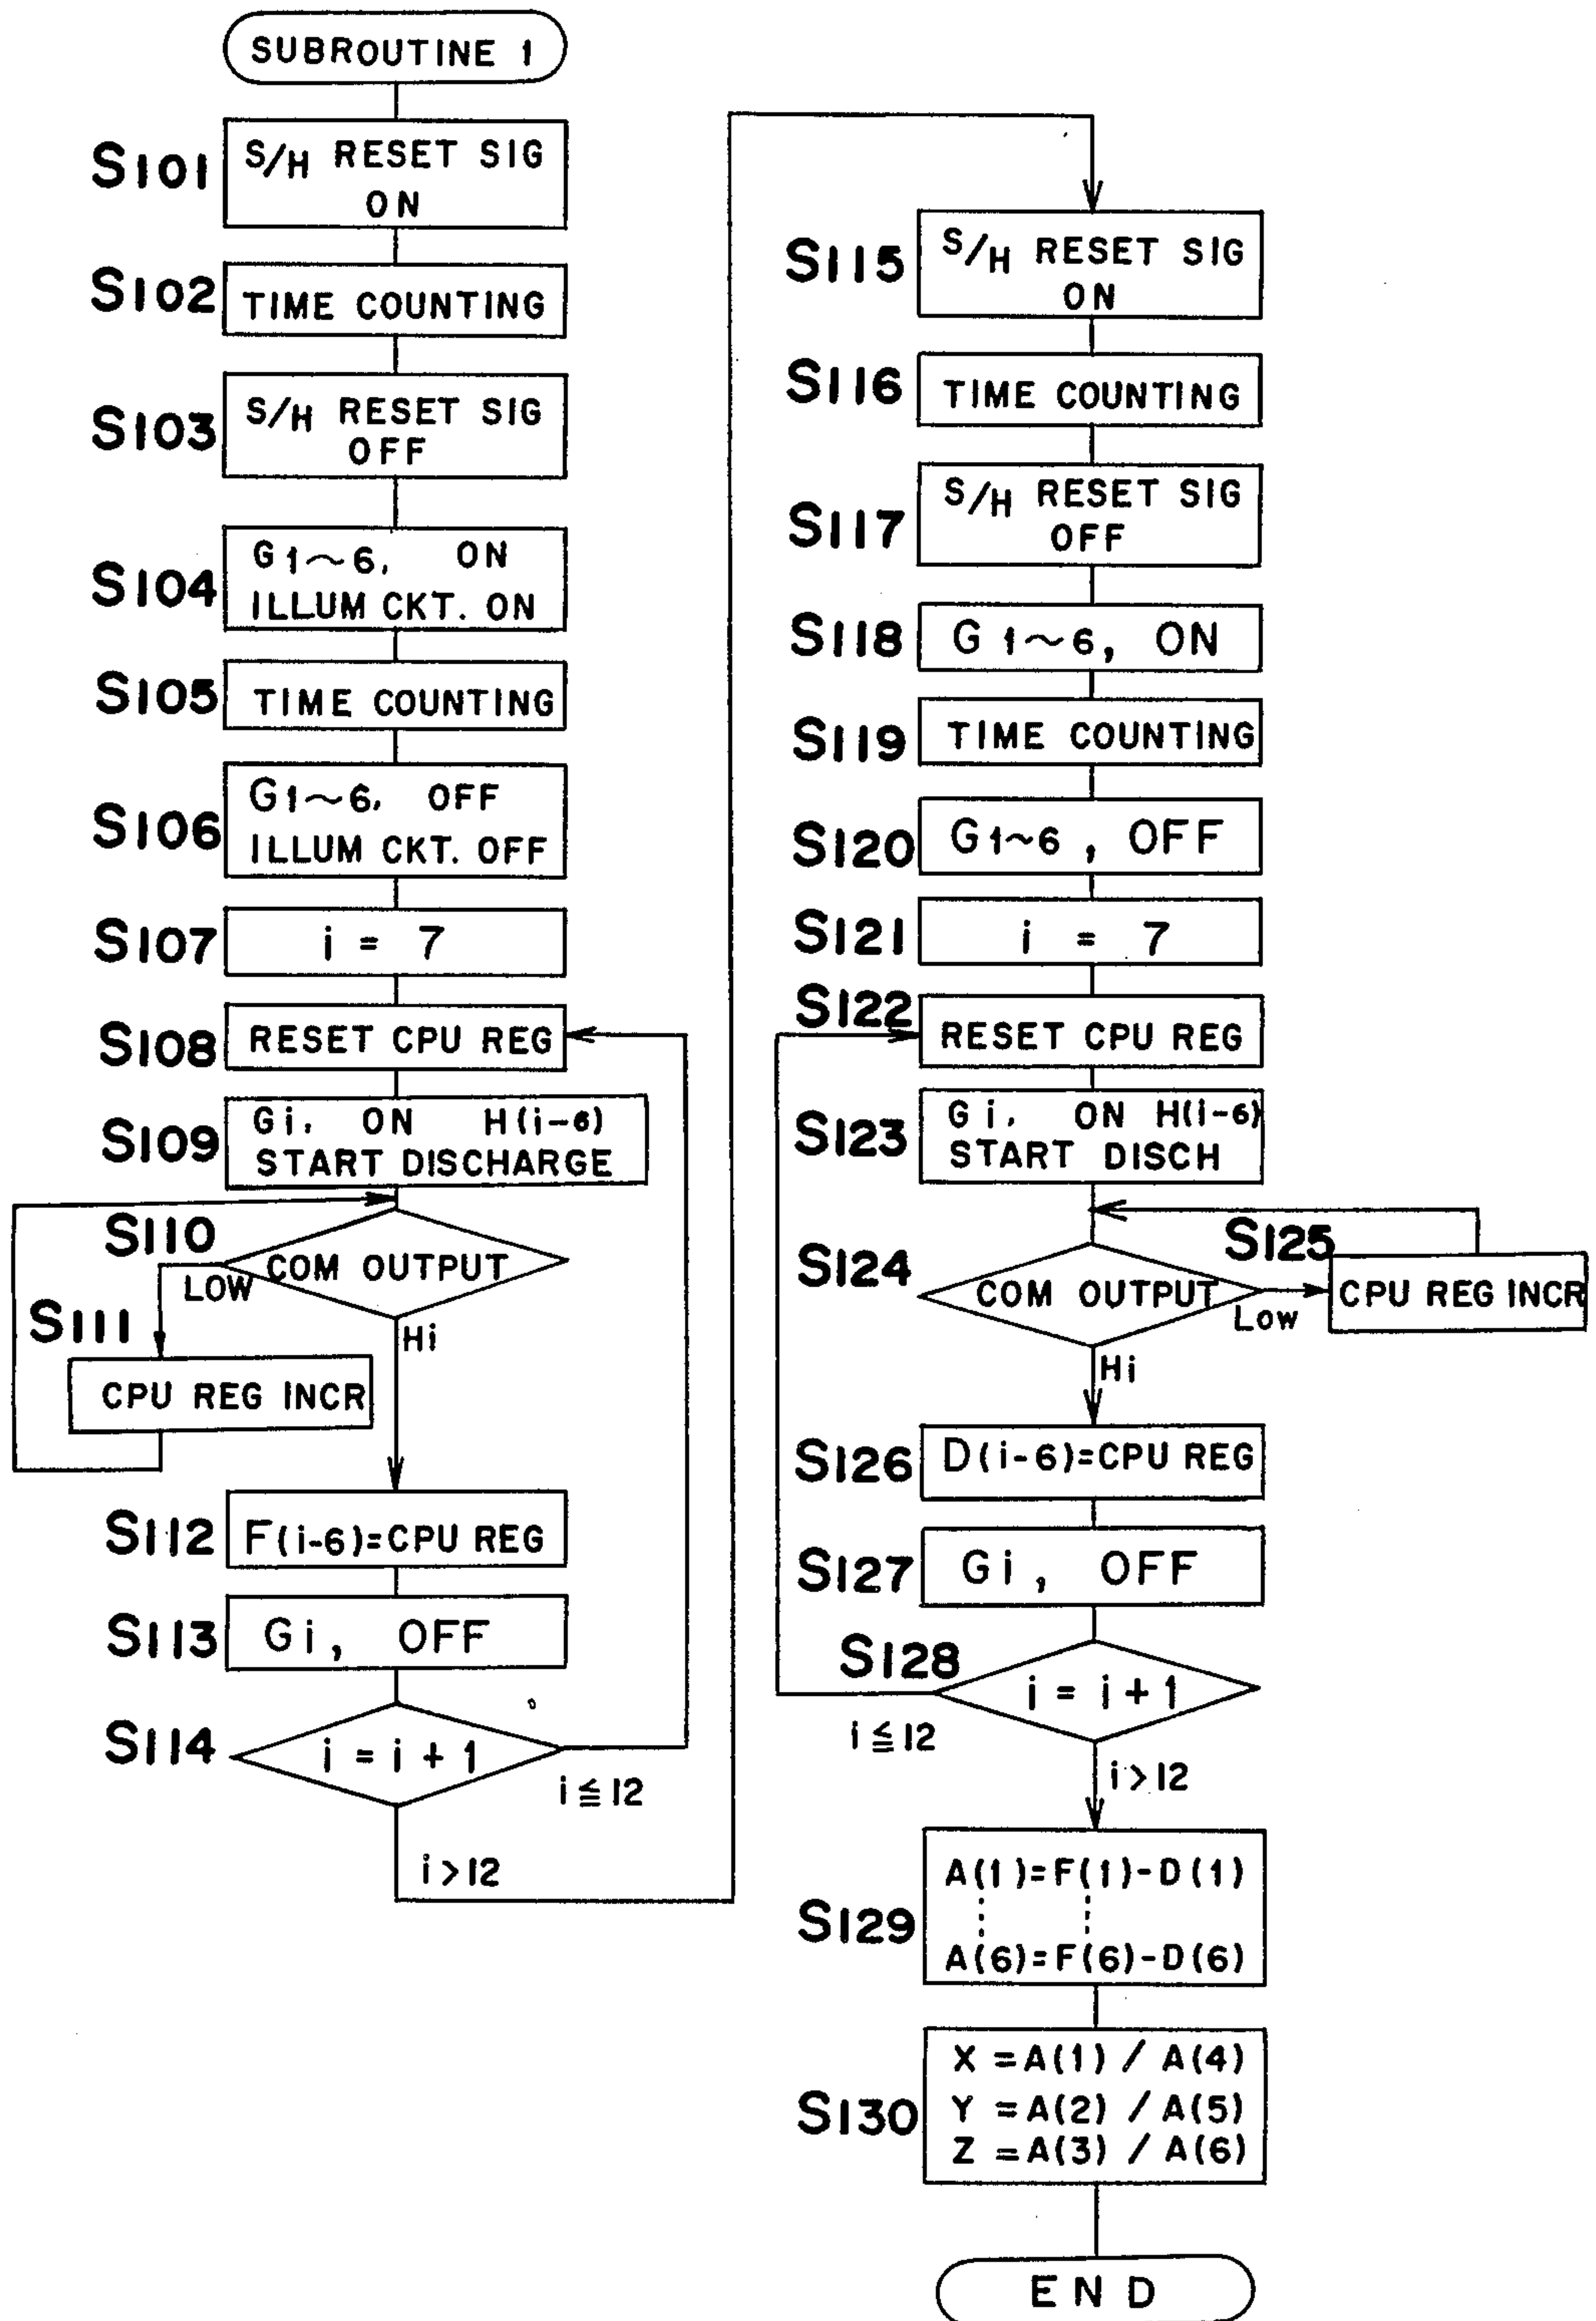 SUBROUTINE 1
S101
S/H RESET SIG
ON
S102
TIME COUNTING
S103
S/H RESET SIG
OFF
S104
G1~6, ON
ILLUM CKT. ON
S105
TIME COUNTING
S106
G1~6, OFF
ILLUM CKT. OFF
S107
i = 7
S108
RESET CPU REG
S109
Gi, ON H(i-6)
START DISCHARGE
S110
COM OUTPUT
LOW
Hi
S111
CPU REG INCR
S112
F(i-6)=CPU REG
S113
Gi, OFF
S114
i = i + 1
i≦12
i>12
S115
S/H RESET SIG
ON
S116
TIME COUNTING
S117
S/H RESET SIG
OFF
S118
G 1~6, ON
S119
TIME COUNTING
S120
G1~6, OFF
S121
i = 7
S122
RESET CPU REG
S123
Gi, ON H(i-6)
START DISCH
S124
COM OUTPUT
Low
Hi
S125
CPU REG INCR
S126
D(i-6)=CPU REG
S127
Gi, OFF
S128
i = i + 1
i≦12
i>12
S129
A(1)=F(1)-D(1)
A(6)=F(6)-D(6)
S130
X =A(1) / A(4)
Y =A(2) / A(5)
Z =A(3) / A(6)
END